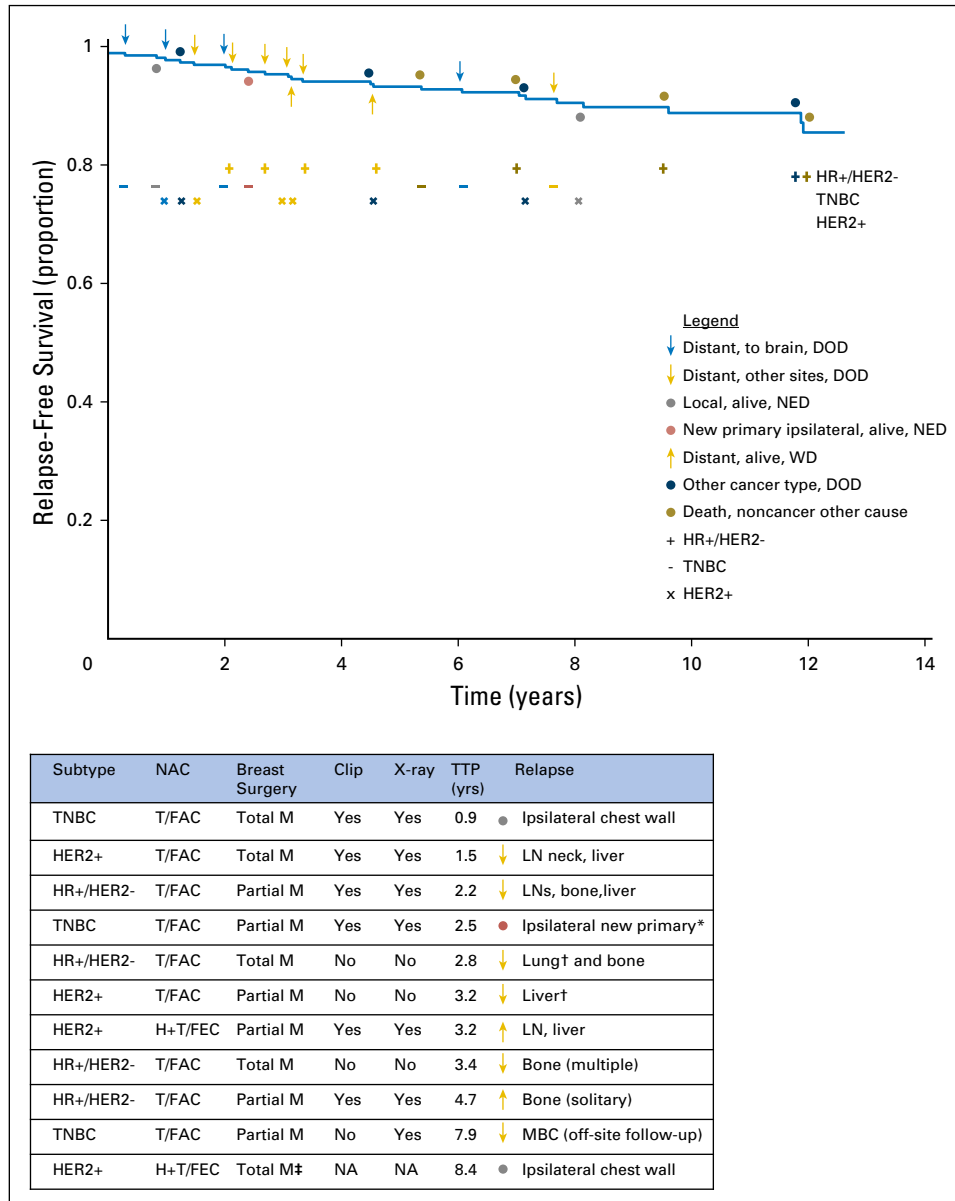 Relapse-Free Survival (proportion)
1
0.8
0.6
0.4
0.2
HR+/HER2-
TNBC
HER2+
Legend
Distant, to brain, DOD
Distant, other sites, DOD
Local, alive, NED
New primary ipsilateral, alive, NED
Distant, alive, WD
Other cancer type, DOD
Death, noncancer other cause
+ HR+/HER2-
- TNBC
x HER2+
0 2 4 6 8 10 12 14
Time (years)
Subtype NAC Breast Surgery Clip X-ray TTP (yrs) Relapse
TNBC T/FAC Total M Yes Yes 0.9 Ipsilateral chest wall
HER2+ T/FAC Total M Yes Yes 1.5 LN neck, liver
HR+/HER2- T/FAC Partial M Yes Yes 2.2 LNs, bone,liver
TNBC T/FAC Partial M Yes Yes 2.5 Ipsilateral new primary*
HR+/HER2- T/FAC Total M No No 2.8 Lung† and bone
HER2+ T/FAC Partial M No No 3.2 Liver†
HER2+ H+T/FEC Partial M Yes Yes 3.2 LN, liver
HR+/HER2- T/FAC Total M No No 3.4 Bone (multiple)
HR+/HER2- T/FAC Partial M Yes Yes 4.7 Bone (solitary)
TNBC T/FAC Partial M No Yes 7.9 MBC (off-site follow-up)
HER2+ H+T/FEC Total M‡ NA NA 8.4 Ipsilateral chest wall